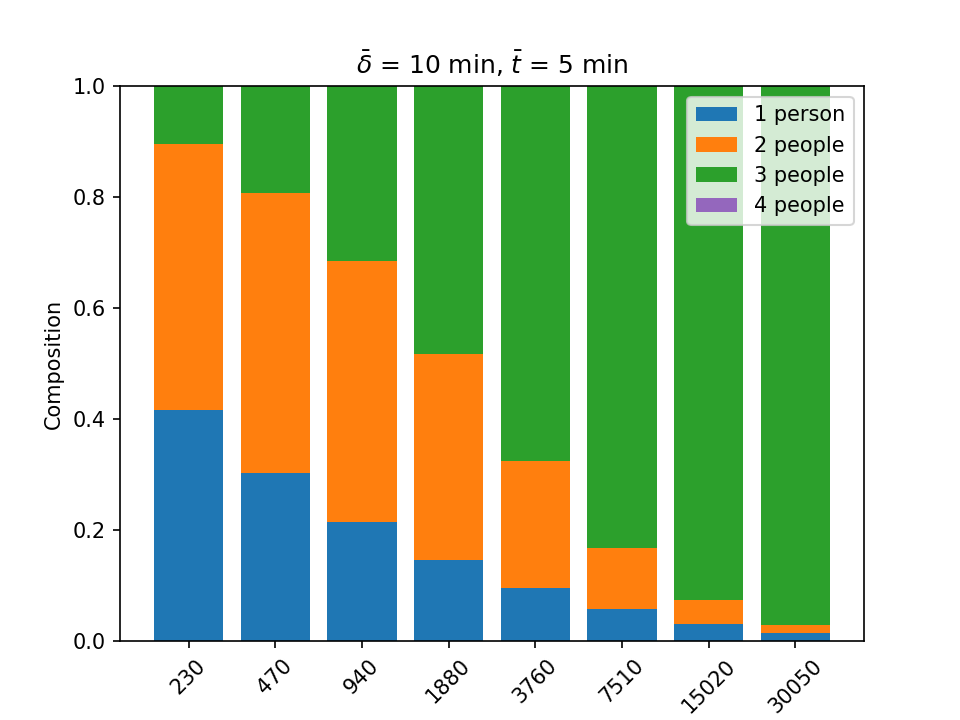 δ̄ = 10 min, t̄ = 5 min
1.0
0.8
0.6
0.4
0.2
0.0
Composition
1 person
2 people
3 people
4 people
230 470 940 1880 3760 7510 15020 30050